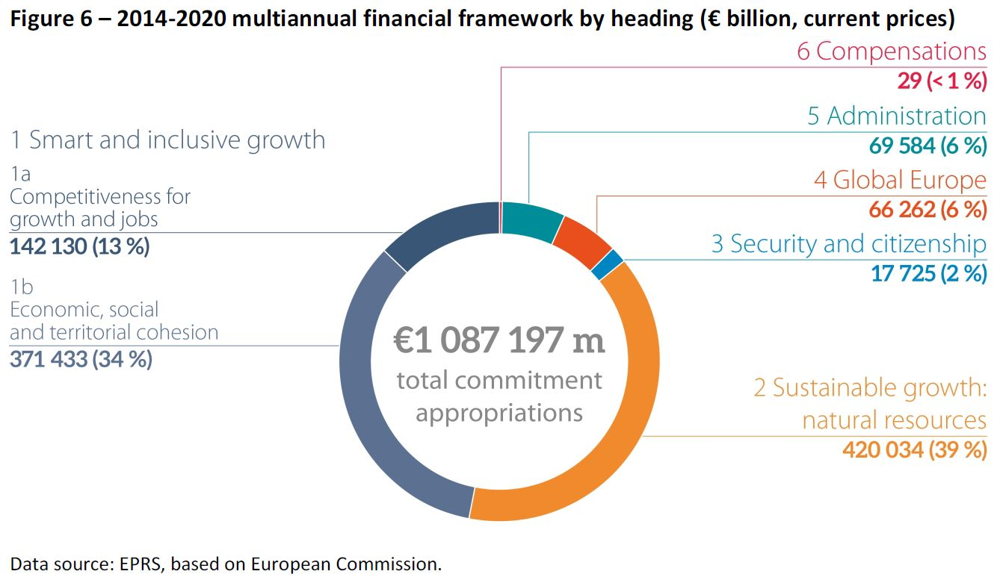 Figure 6 – 2014-2020 multiannual financial framework by heading (€ billion, current prices)
6 Compensations
29 (< 1 %)
5 Administration
69 584 (6 %)
4 Global Europe
66 262 (6 %)
3 Security and citizenship
17 725 (2 %)
2 Sustainable growth:
natural resources
420 034 (39 %)
1 Smart and inclusive growth
1a
Competitiveness for
growth and jobs
142 130 (13 %)
1b
Economic, social
and territorial cohesion
371 433 (34 %)
€1 087 197 m
total commitment
appropriations
Data source: EPRS, based on European Commission.